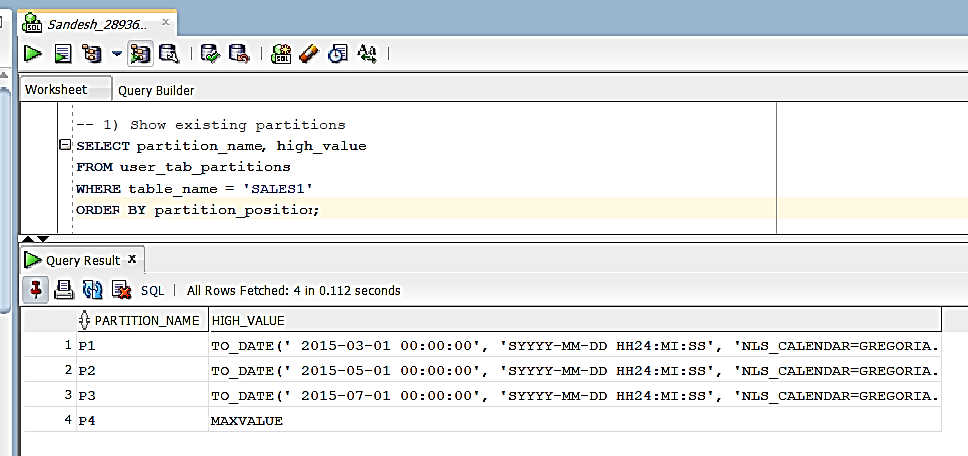 Sandesh_28936...
Worksheet Query Builder
-- 1) Show existing partitions
SELECT partition_name, high_value
FROM user_tab_partitions
WHERE table_name = 'SALES1'
ORDER BY partition_position;
Query Result x
SQL | All Rows Fetched: 4 in 0.112 seconds
PARTITION_NAME HIGH_VALUE
1 P1 TO_DATE(' 2015-03-01 00:00:00', 'SYYYY-MM-DD HH24:MI:SS', 'NLS_CALENDAR=GREGORIA.
2 P2 TO_DATE(' 2015-05-01 00:00:00', 'SYYYY-MM-DD HH24:MI:SS', 'NLS_CALENDAR=GREGORIA.
3 P3 TO_DATE(' 2015-07-01 00:00:00', 'SYYYY-MM-DD HH24:MI:SS', 'NLS_CALENDAR=GREGORIA.
4 P4 MAXVALUE